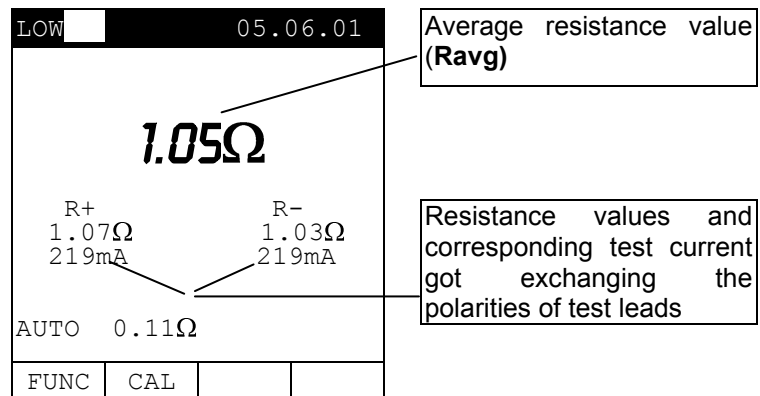 LOW 05.06.01
1.05Ω
R+ R-
1.07Ω 1.03Ω
219mA 219mA
AUTO 0.11Ω
FUNC CAL
Average resistance value
(Ravg)
Resistance values and
corresponding test current
got exchanging the
polarities of test leads